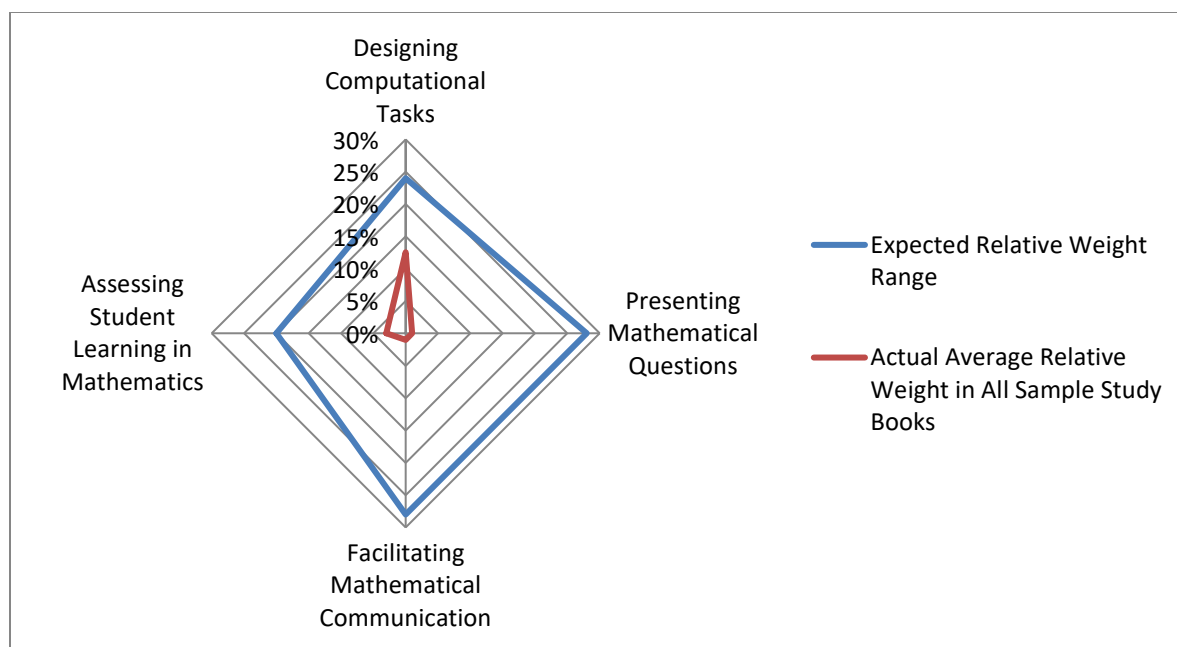 Designing
Computational
Tasks
30%
25%
20%
15%
10%
5%
0%
Assessing
Student
Learning in
Mathematics
Presenting
Mathematical
Questions
Facilitating
Mathematical
Communication
Expected Relative Weight
Range
Actual Average Relative
Weight in All Sample Study
Books